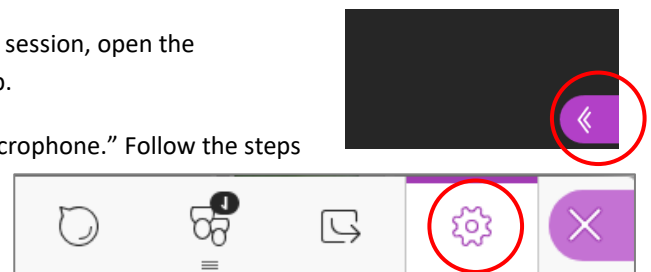 session, open the
.
crophone.” Follow the steps